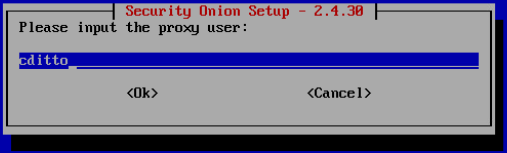 Security Onion Setup - 2.4.30
Please input the proxy user:
cditto
<Ok> <Cancel>